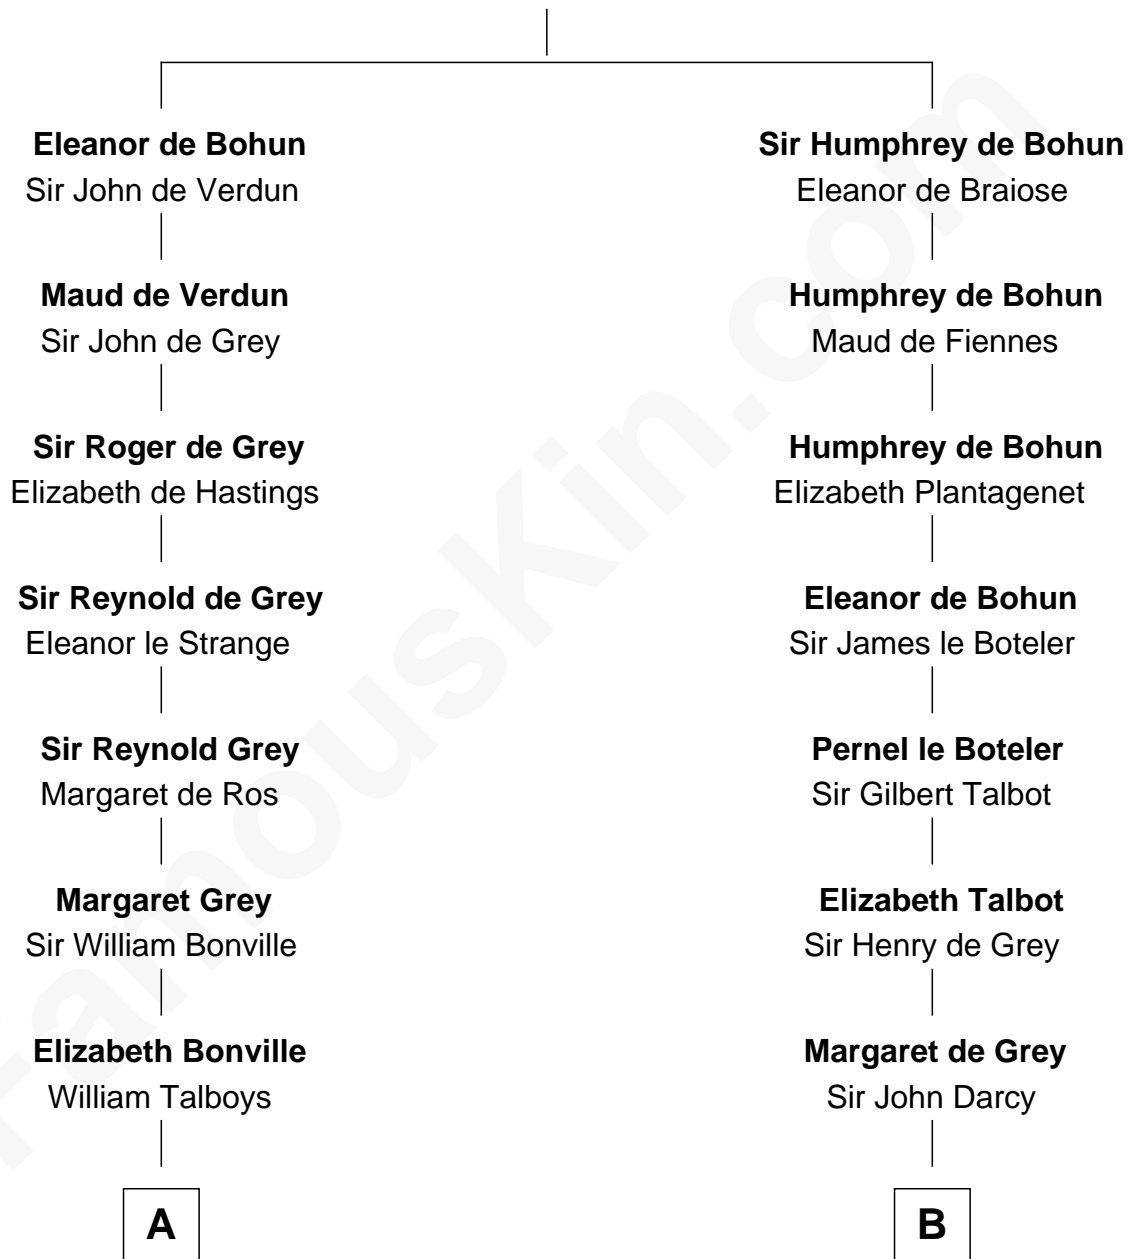 Eleanor de Bohun
Sir John de Verdun
Maud de Verdun
Sir John de Grey
Sir Roger de Grey
Elizabeth de Hastings
Sir Reynold de Grey
Eleanor le Strange
Sir Reynold Grey
Margaret de Ros
Margaret Grey
Sir William Bonville
Elizabeth Bonville
William Talboys
A
Sir Humphrey de Bohun
Eleanor de Braiose
Humphrey de Bohun
Maud de Fiennes
Humphrey de Bohun
Elizabeth Plantagenet
Eleanor de Bohun
Sir James le Boteler
Pernel le Boteler
Sir Gilbert Talbot
Elizabeth Talbot
Sir Henry de Grey
Margaret de Grey
Sir John Darcy
B
FamousKin.com